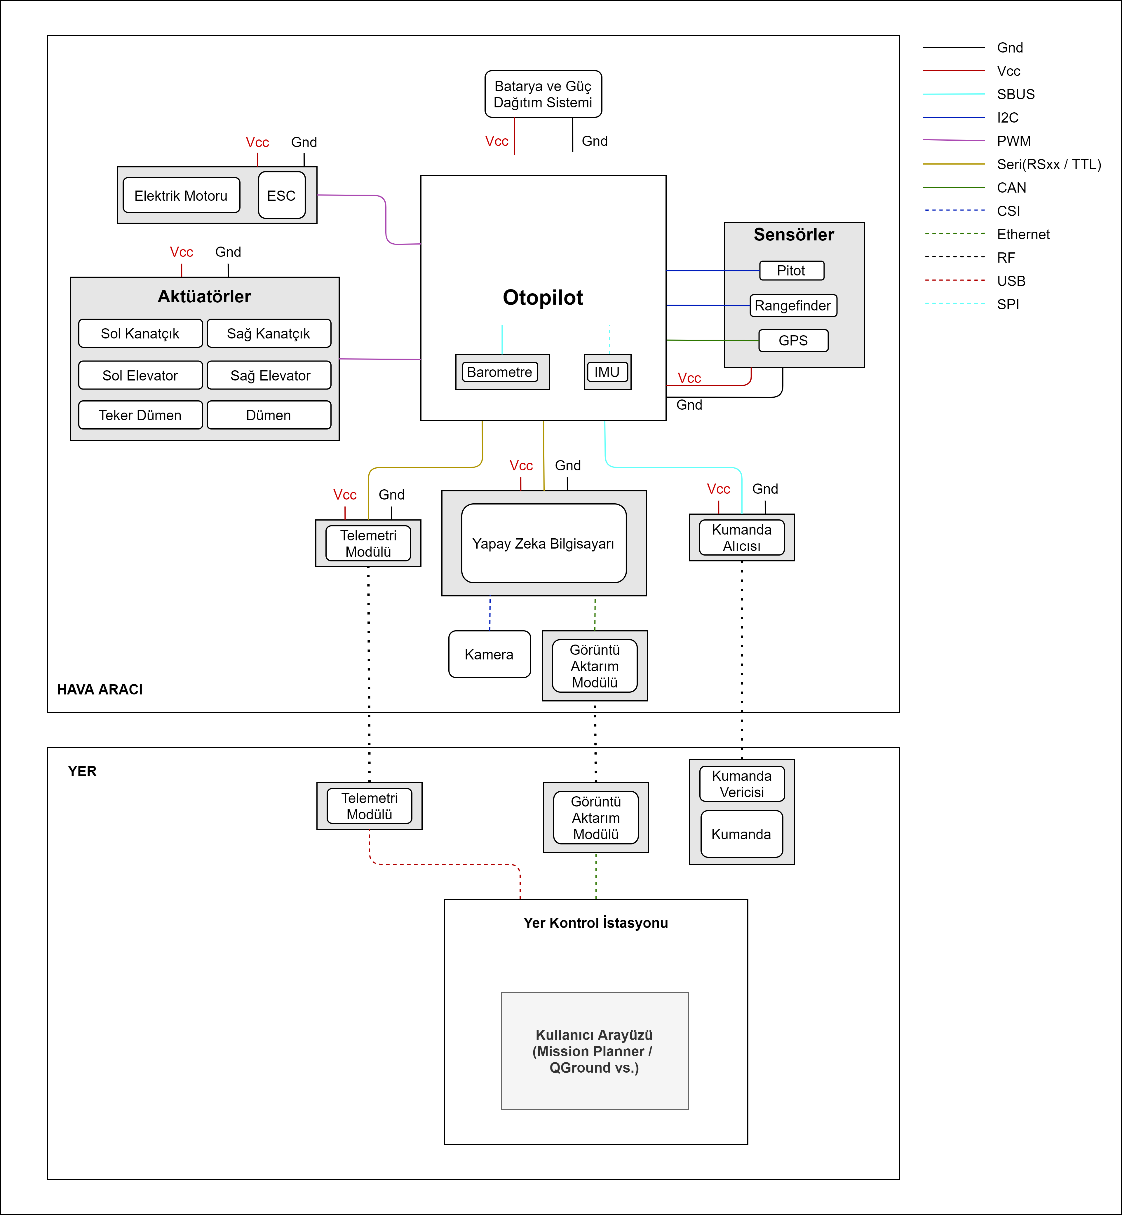 Batarya ve Güç
Dağıtım Sistemi
Vcc
Gnd
Vcc
Gnd
Elektrik Motoru
ESC
Vcc
Gnd
Aktüatörler
Sol Kanatçık
Sağ Kanatçık
Sol Elevator
Sağ Elevator
Teker Dümen
Dümen
Otopilot
Barometre
IMU
Sensörler
Pitot
Rangefinder
GPS
Vcc
Gnd
Vcc
Gnd
Telemetri
Modülü
Vcc
Gnd
Yapay Zeka Bilgisayarı
Vcc
Gnd
Kumanda
Alıcısı
Kamera
Görüntü
Aktarım
Modülü
HAVA ARACI
YER
Telemetri
Modülü
Görüntü
Aktarım
Modülü
Kumanda
Vericisi
Kumanda
Yer Kontrol İstasyonu
Kullanıcı Arayüzü
(Mission Planner /
QGround vs.)
Gnd
Vcc
SBUS
I2C
PWM
Seri(RSxx / TTL)
CAN
CSI
Ethernet
RF
USB
SPI